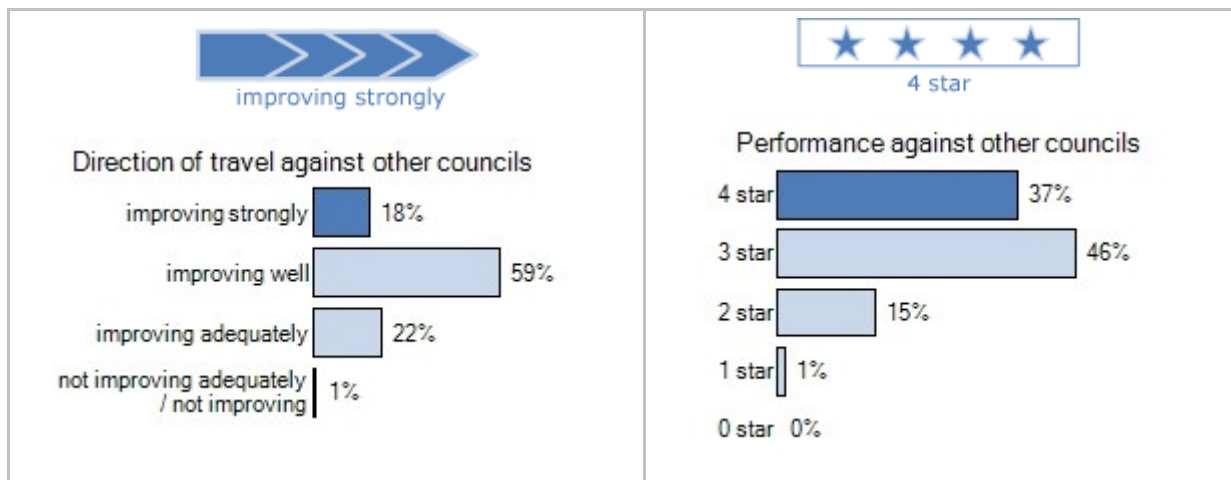 improving strongly
Direction of travel against other councils
improving strongly 18%
improving well 59%
improving adequately 22%
not improving adequately
/ not improving 1%
4 star
Performance against other councils
4 star 37%
3 star 46%
2 star 15%
1 star 1%
0 star 0%